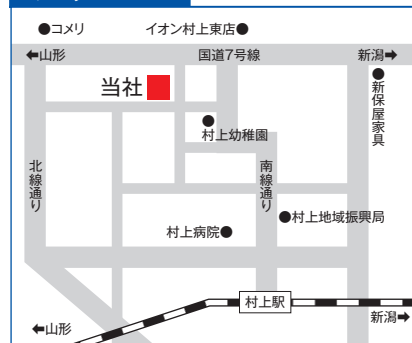 ●コメリ
イオン村上東店●
←山形
国道7号線
新潟→
当社
●新保屋家具
●
村上幼稚園
北線通り
南線通り
●村上地域振興局
村上病院●
村上駅
新潟→
←山形